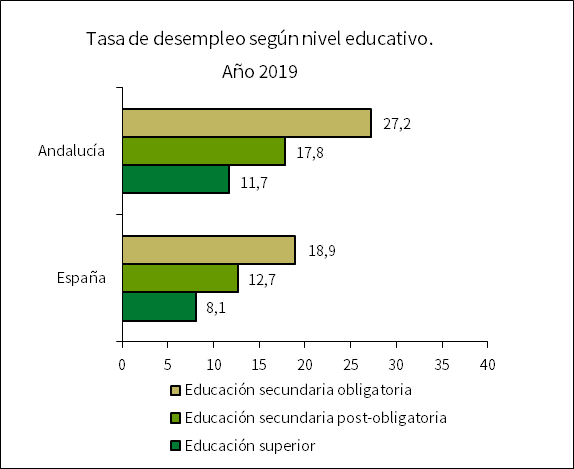 Tasa de desempleo según nivel educativo.
Año 2019
Andalucía
27,2
17,8
11,7
España
18,9
12,7
8,1
0 5 10 15 20 25 30 35 40
Educación secundaria obligatoria
Educación secundaria post-obligatoria
Educación superior